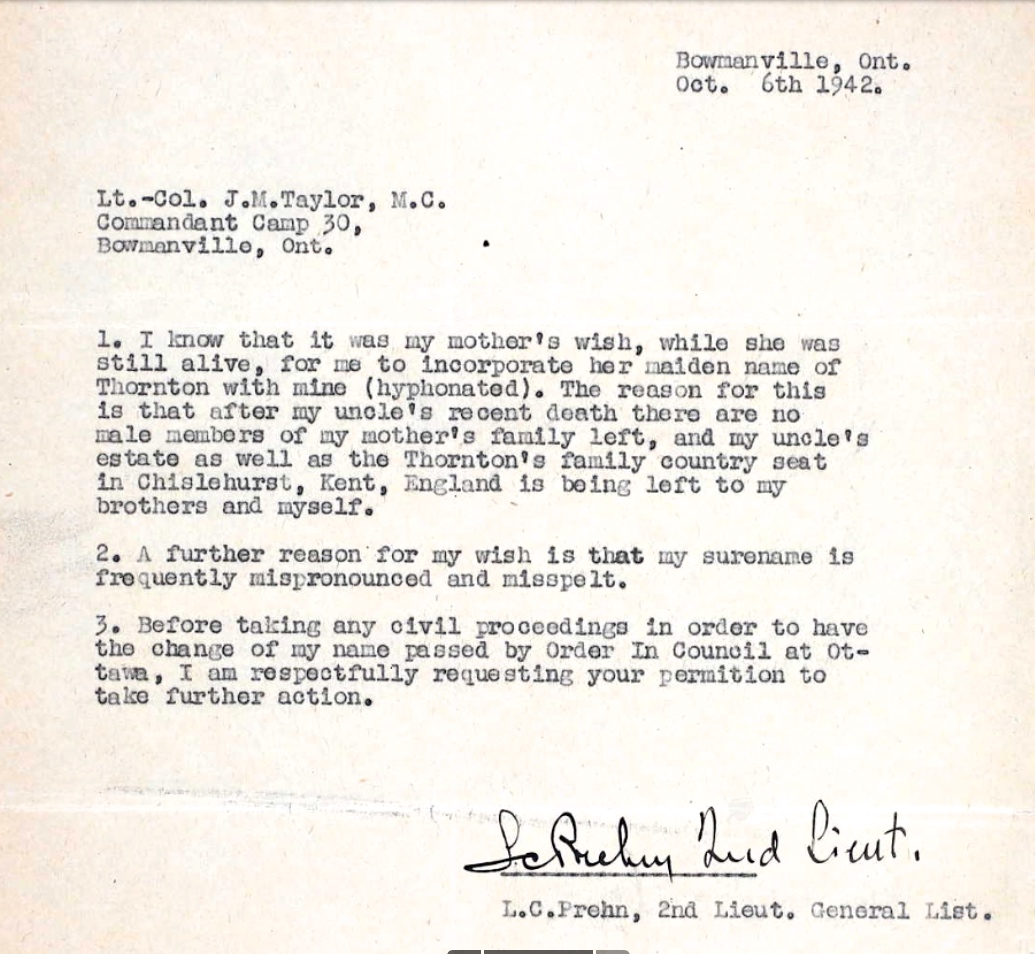 Bowmanville, Ont.
Oct. 6th 1942.
Lt.-Col. J.M.Taylor, M.C.
Commandant Camp 30,
Bowmanville, Ont.
1. I know that it was my mother's wish, while she was
still alive, for me to incorporate her maiden name of
Thornton with mine (hyphonated). The reason for this
is that after my uncle's recent death there are no
male members of my mother's family left, and my uncle's
estate as well as the Thornton's family country seat
in Chislehurst, Kent, England is being left to my
brothers and myself.
2. A further reason for my wish is that my surename is
frequently mispronounced and misspelt.
3. Before taking any civil proceedings in order to have
the change of my name passed by Order In Council at Ot-
tawa, I am respectfully requesting your permition to
take further action.
LC Prehn 2nd Lieut.
L.C.Prehn, 2nd Lieut. General List.